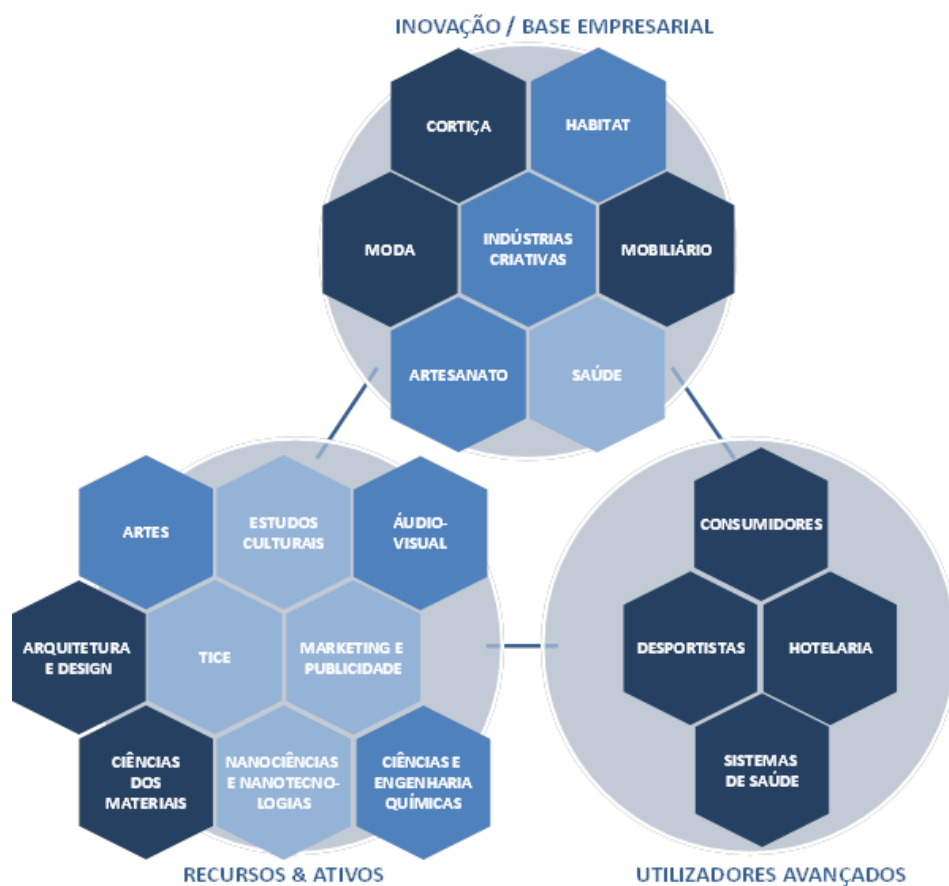 INOVAÇÃO / BASE EMPRESARIAL
CORTIÇA
HABITAT
MODA
INDÚSTRIAS
CRIATIVAS
MOBILIÁRIO
ARTESANATO
SAÚDE
ARTES
ESTUDOS
CULTURAIS
ÁUDIO-
VISUAL
ARQUITETURA
E DESIGN
TICE
MARKETING E
PUBLICIDADE
CIÊNCIAS
DOS
MATERIAIS
NANOCIÊNCIAS
E NANOTECNO-
LOGIAS
CIÊNCIAS E
ENGENHARIA
QUÍMICAS
RECURSOS & ATIVOS
CONSUMIDORES
DESPORTISTAS
HOTELARIA
SISTEMAS
DE SAÚDE
UTILIZADORES AVANÇADOS